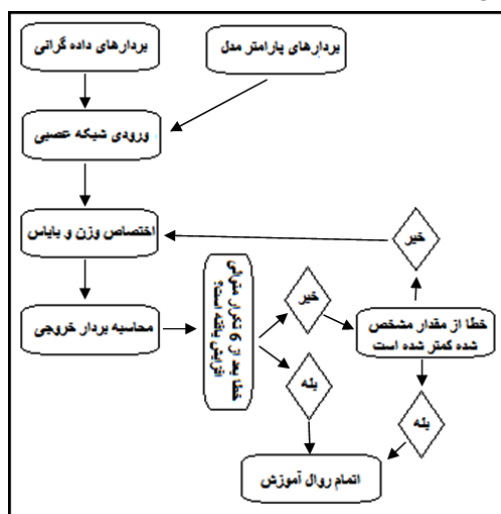 بردارهای داده گرانی
بردارهای پارامتر مدل
ورودی شبکه عصبی
اختصاص وزن و بایاس
خیر
محاسبه بردار خروجی
خطا بعد از 6 تکرار متوالی
افزایش یافته است؟
خیر
خطا از مقدار مشخص
شده کمتر شده است
بله
بله
اتمام روال آموزش